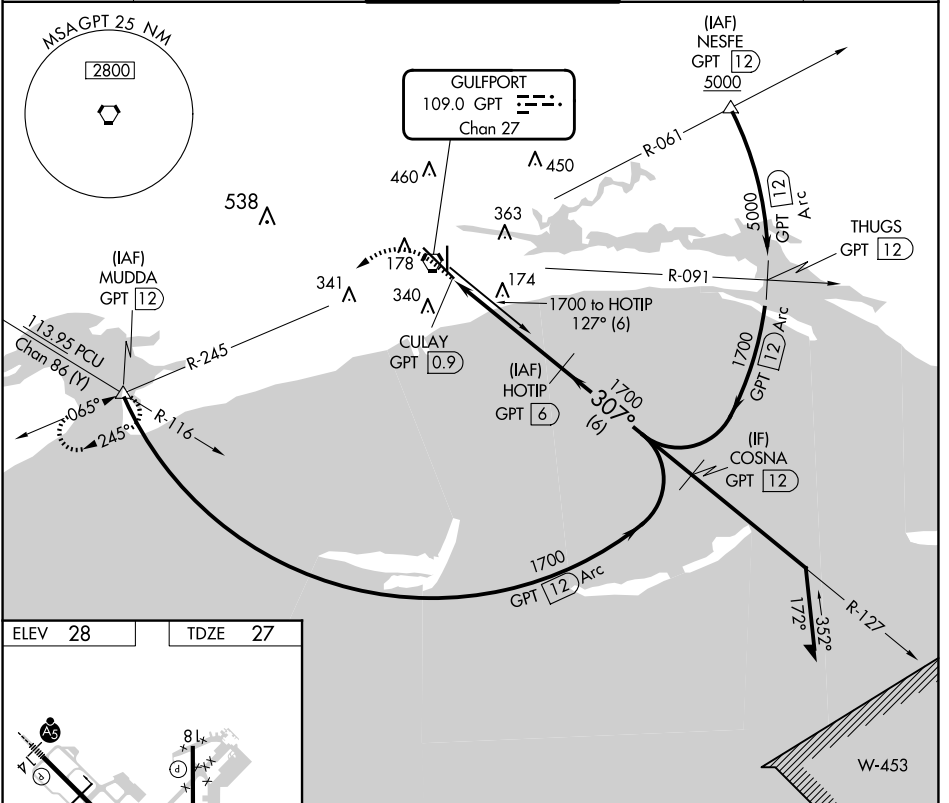 MSA GPT 25 NM
2800
GULFPORT
109.0 GPT
Chan 27
(IAF)
NESFE
GPT 12
5000
R-061
460
450
538
363
5000
GPT 12 Arc
THUGS
GPT 12
(IAF)
MUDDA
GPT 12
178
R-091
341
174
340
1700 to HOTIP
127° (6)
113.95 PCU
Chan 86 (Y)
R-245
CULAY
GPT 0.9
1700
GPT 12 Arc
(IAF)
HOTIP
GPT 6
1700
307°
(6)
065°
245°
R-116
(IF)
COSNA
GPT 12
1700
GPT 12 Arc
172°
352°
R-127
ELEV 28
TDZE 27
A5
18
P
P
14
W-453